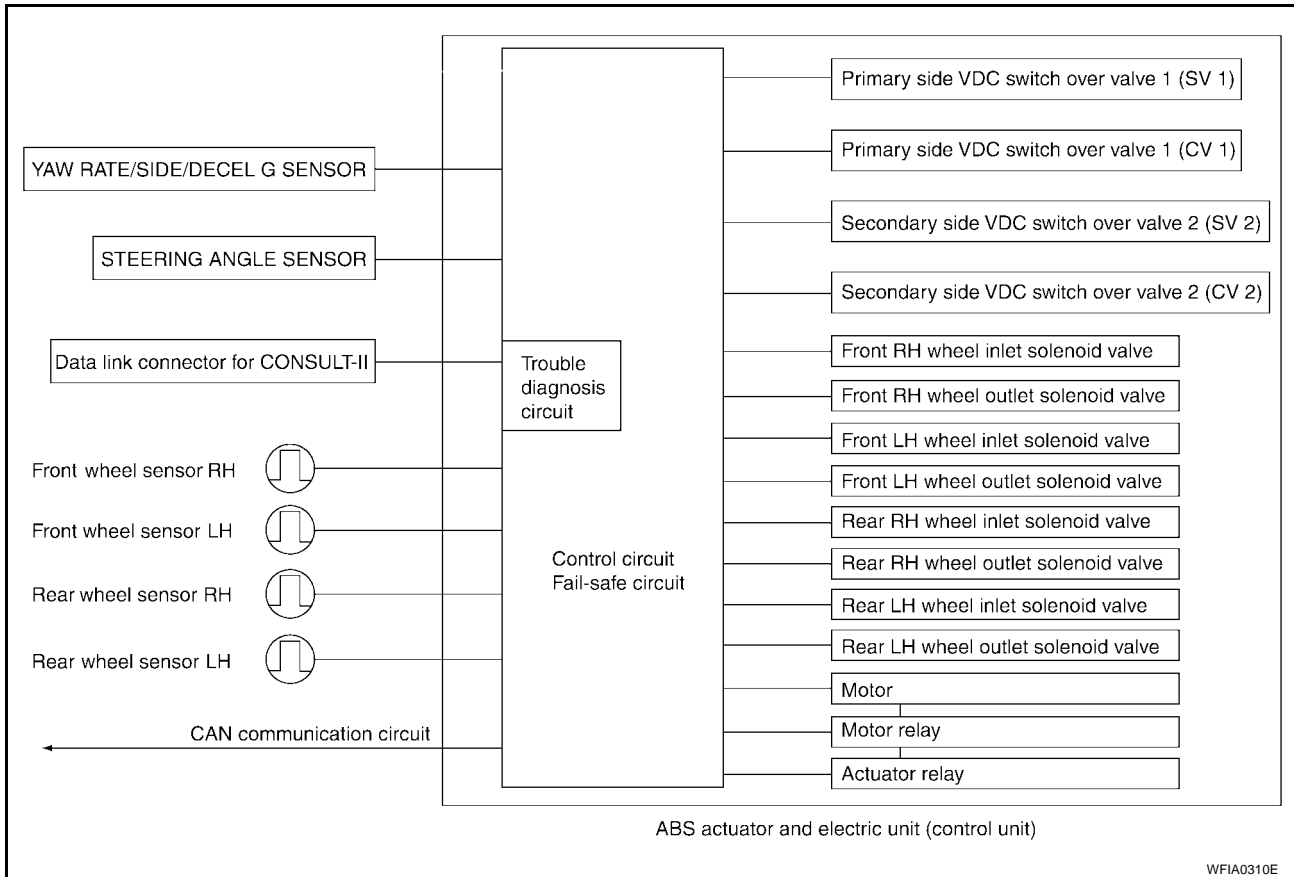 YAW RATE/SIDE/DECEL G SENSOR
STEERING ANGLE SENSOR
Data link connector for CONSULT-II
Front wheel sensor RH
Front wheel sensor LH
Rear wheel sensor RH
Rear wheel sensor LH
CAN communication circuit
Trouble
diagnosis
circuit
Control circuit
Fail-safe circuit
Primary side VDC switch over valve 1 (SV 1)
Primary side VDC switch over valve 1 (CV 1)
Secondary side VDC switch over valve 2 (SV 2)
Secondary side VDC switch over valve 2 (CV 2)
Front RH wheel inlet solenoid valve
Front RH wheel outlet solenoid valve
Front LH wheel inlet solenoid valve
Front LH wheel outlet solenoid valve
Rear RH wheel inlet solenoid valve
Rear RH wheel outlet solenoid valve
Rear LH wheel inlet solenoid valve
Rear LH wheel outlet solenoid valve
Motor
Motor relay
Actuator relay
ABS actuator and electric unit (control unit)
WFIA0310E